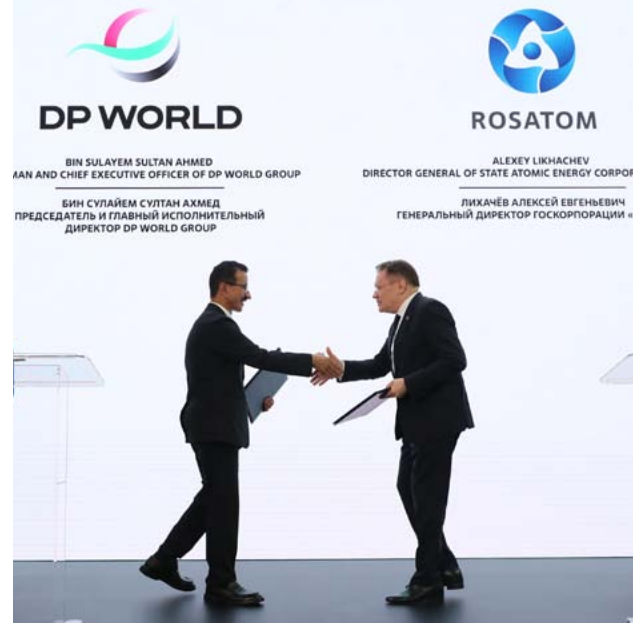 DP WORLD
BIN SULAYEM SULTAN AHMED
MAN AND CHIEF EXECUTIVE OFFICER OF DP WORLD GROUP
БИН СУЛАЙЕМ СУЛТАН АХМЕД
ПРЕДСЕДАТЕЛЬ И ГЛАВНЫЙ ИСПОЛНИТЕЛЬНЫЙ
ДИРЕКТОР DP WORLD GROUP
ROSATOM
ALEXEY LIKHACHEV
DIRECTOR GENERAL OF STATE ATOMIC ENERGY CORPOR
ЛИХАЧЁВ АЛЕКСЕЙ ЕВГЕНЬЕВИЧ
ГЕНЕРАЛЬНЫЙ ДИРЕКТОР ГОСКОРПОРАЦИИ «